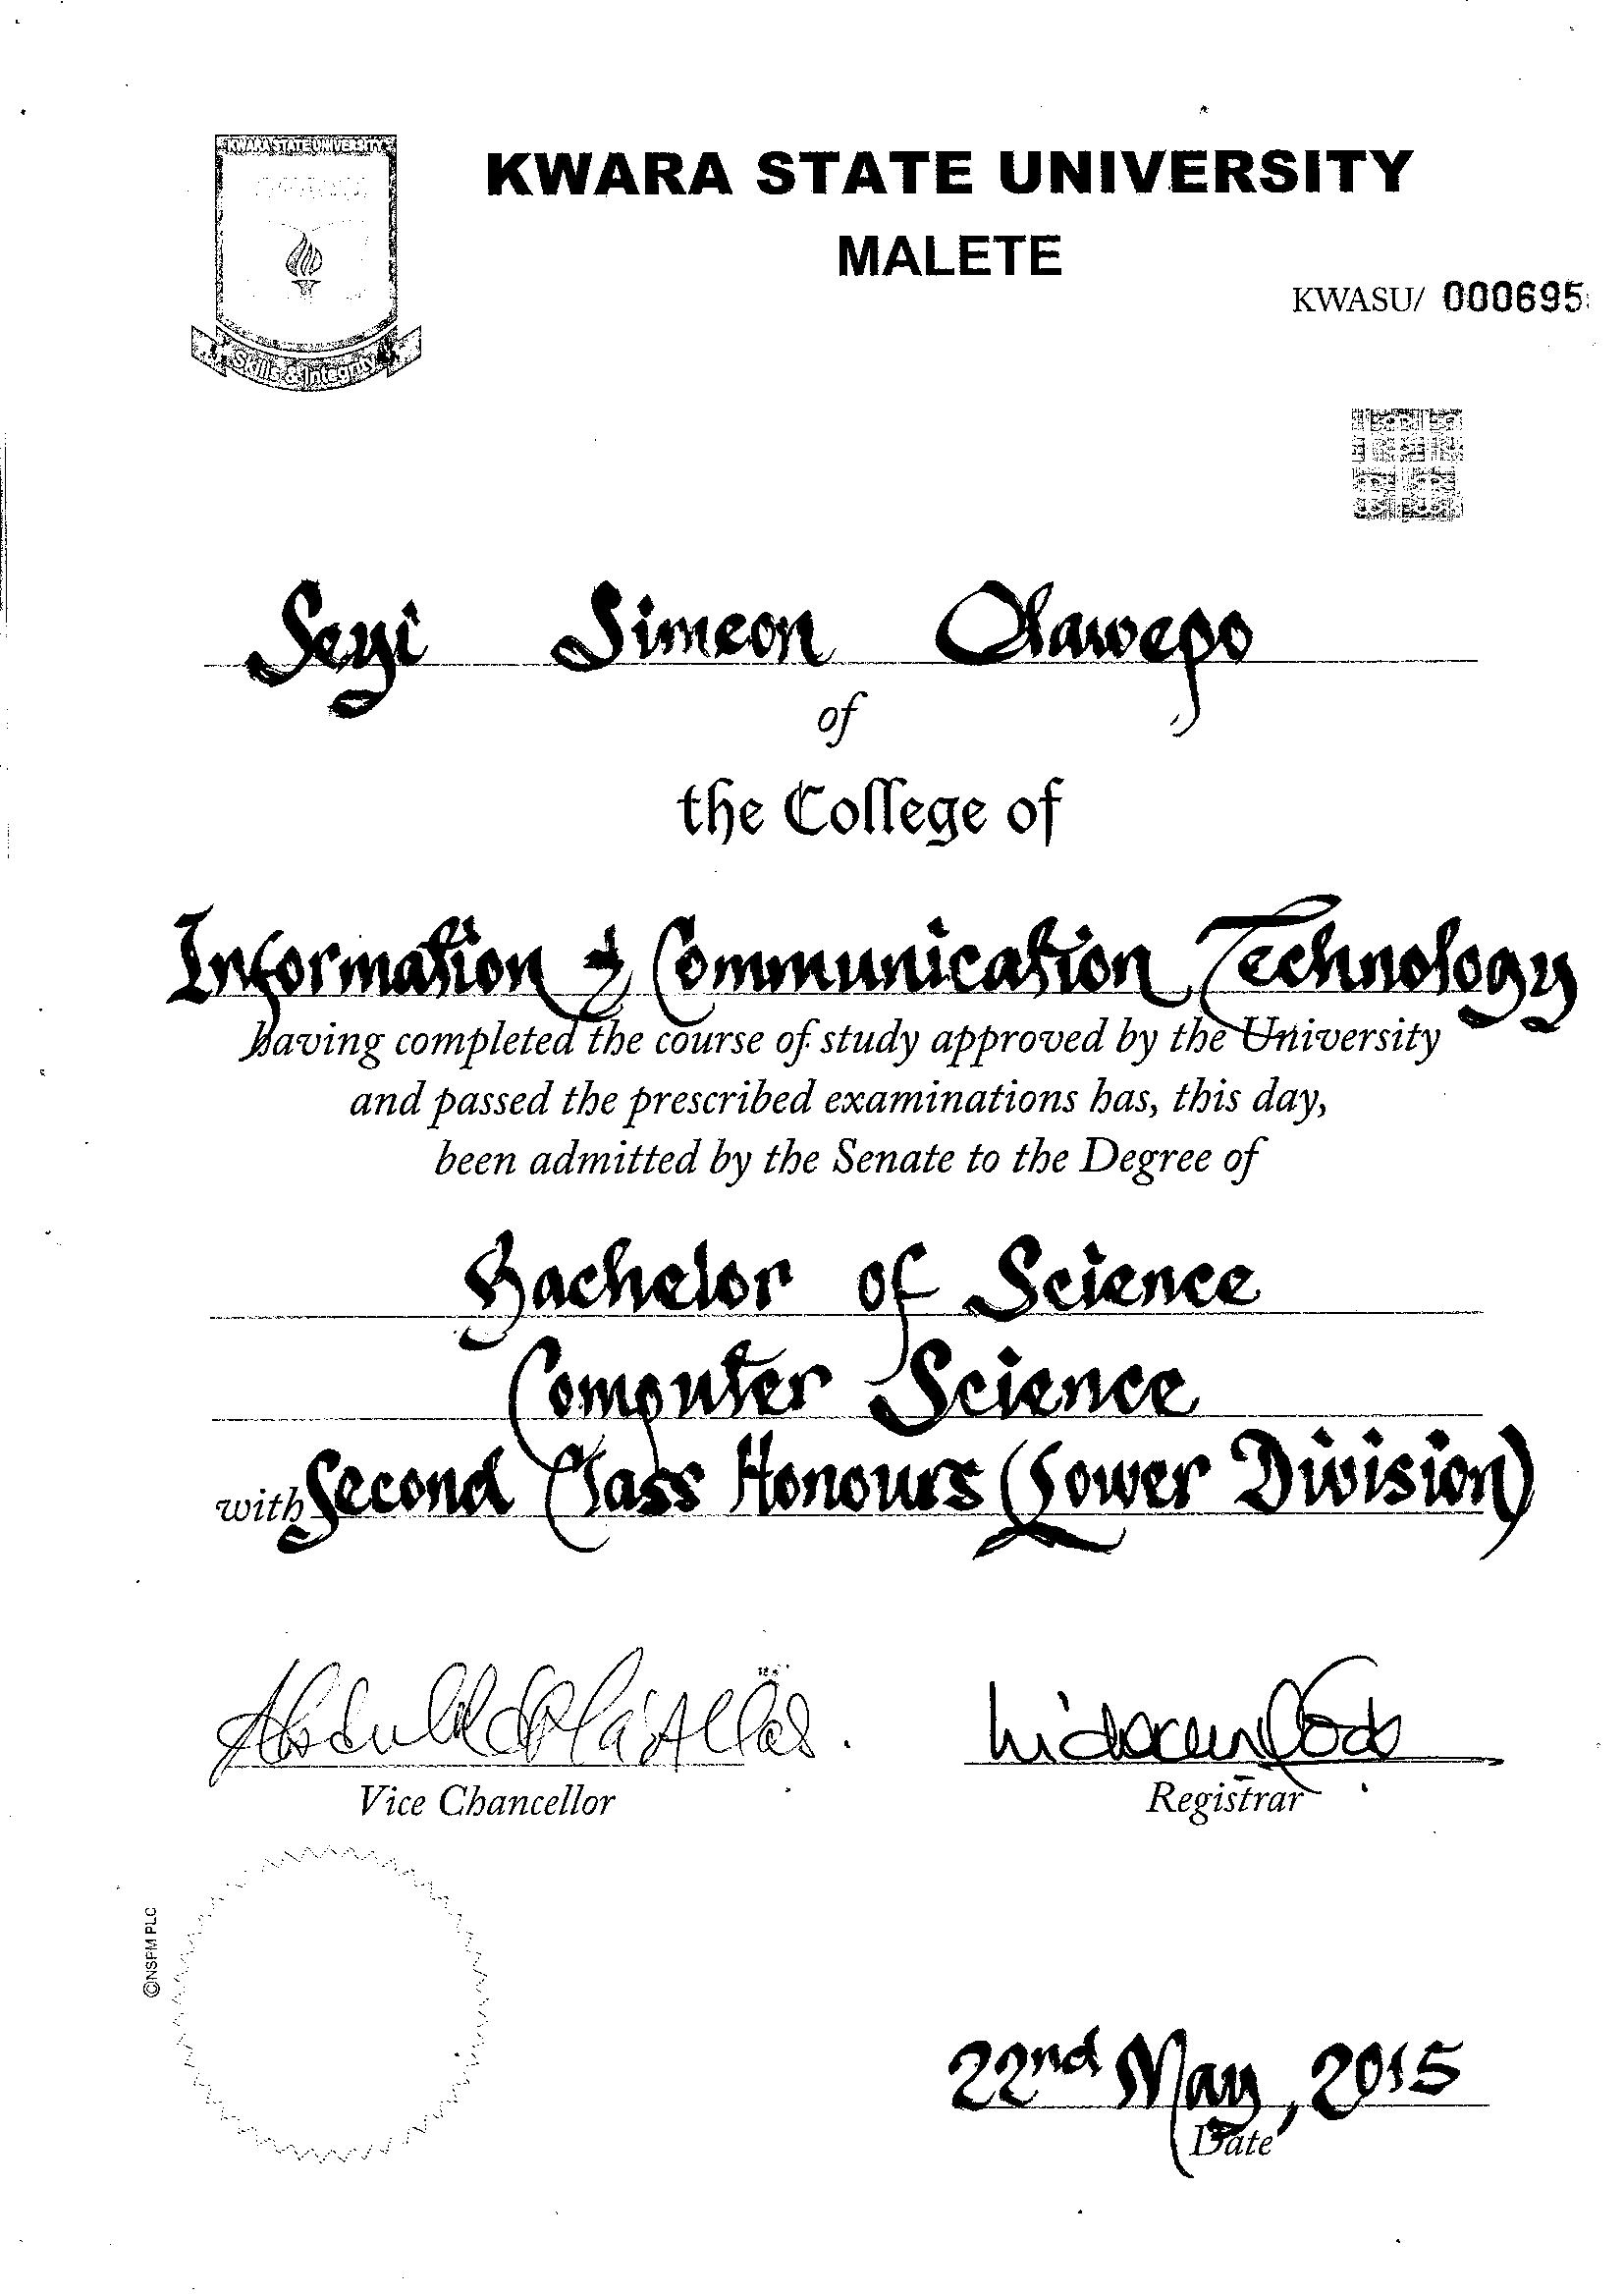 KWARA STATE UNIVERSITY
KWARA STATE UNIVERSITY
MALETE
KWASU/ 000695
Skills & Integrity
Seyi Simeon Olawepo
of
the College of
Information & Communication Technology
having completed the course of study approved by the University
and passed the prescribed examinations has, this day,
been admitted by the Senate to the Degree of
Bachelor of Science
Computer Science
with Second Class Honours (Lower Division)
Vice Chancellor
Registrar
©NSPM PLC
22nd May, 2015
Date